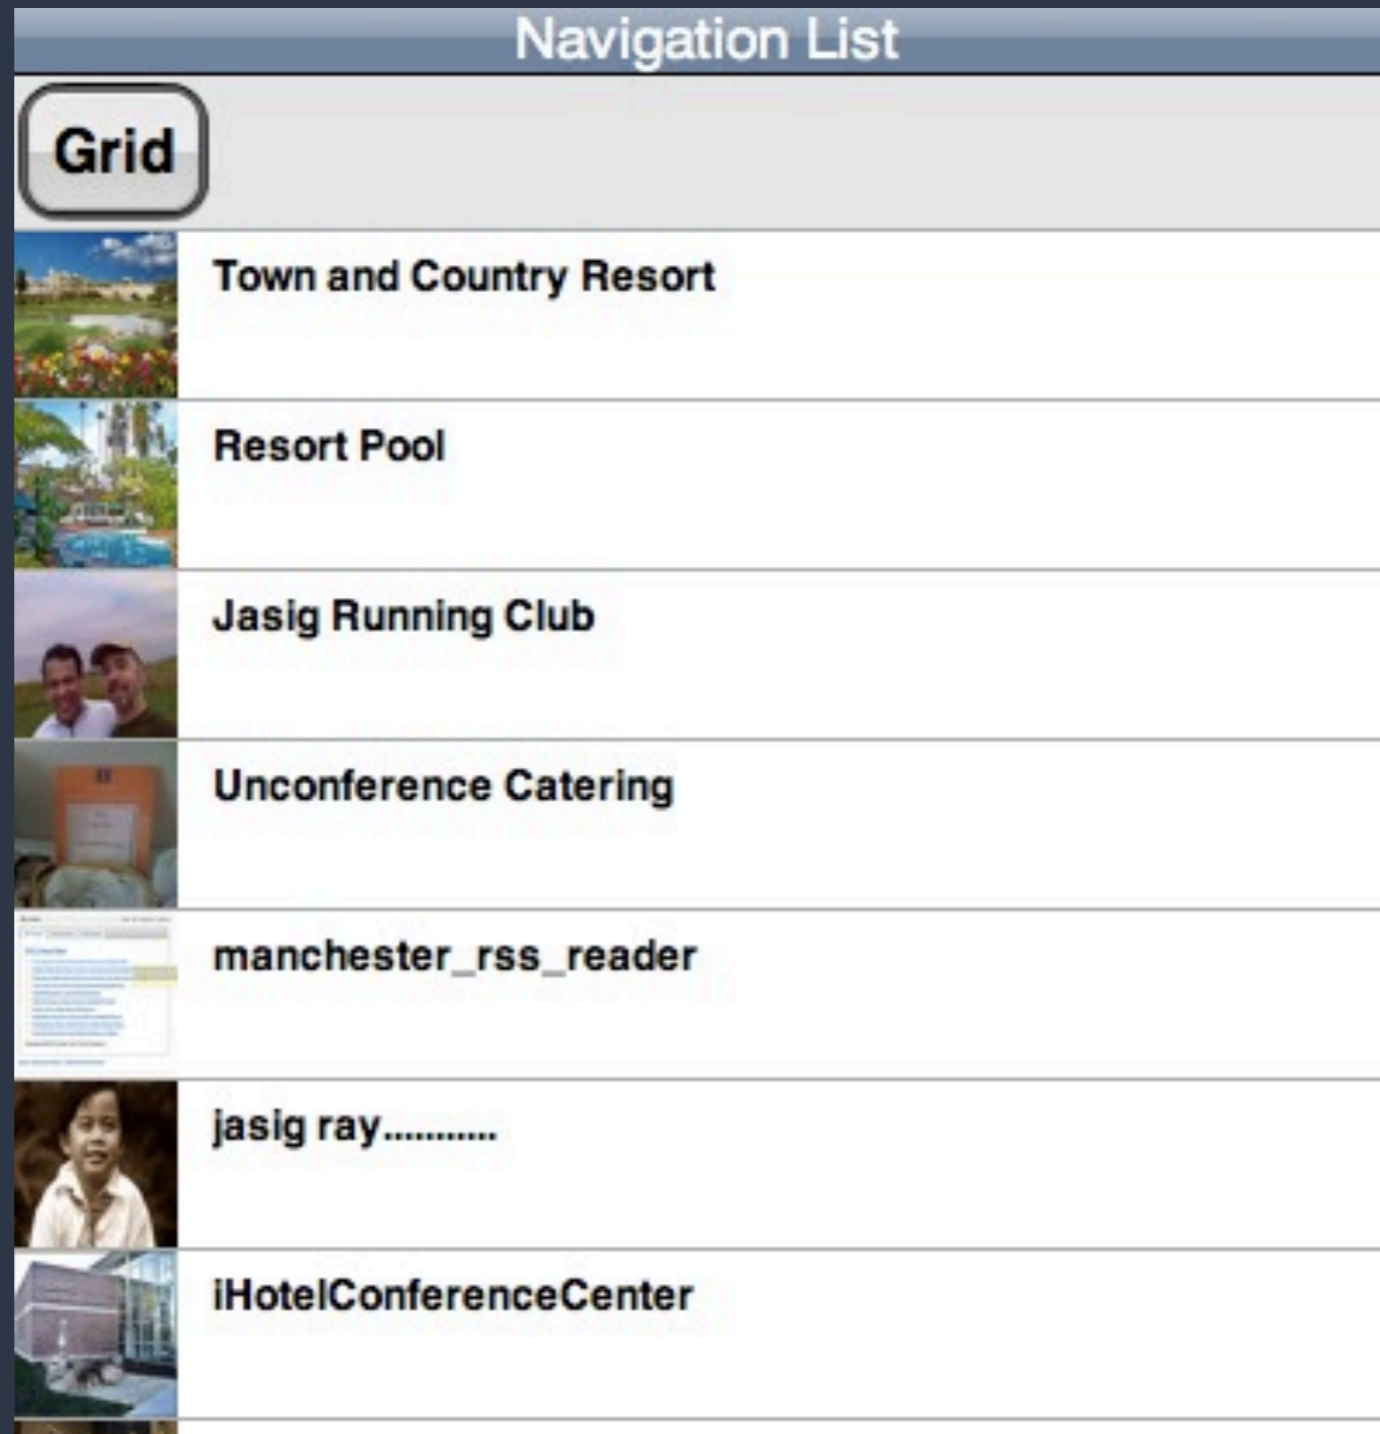 Navigation List
Grid
Town and Country Resort
Resort Pool
Jasig Running Club
Unconference Catering
manchester_rss_reader
jasig ray...........
iHotelConferenceCenter